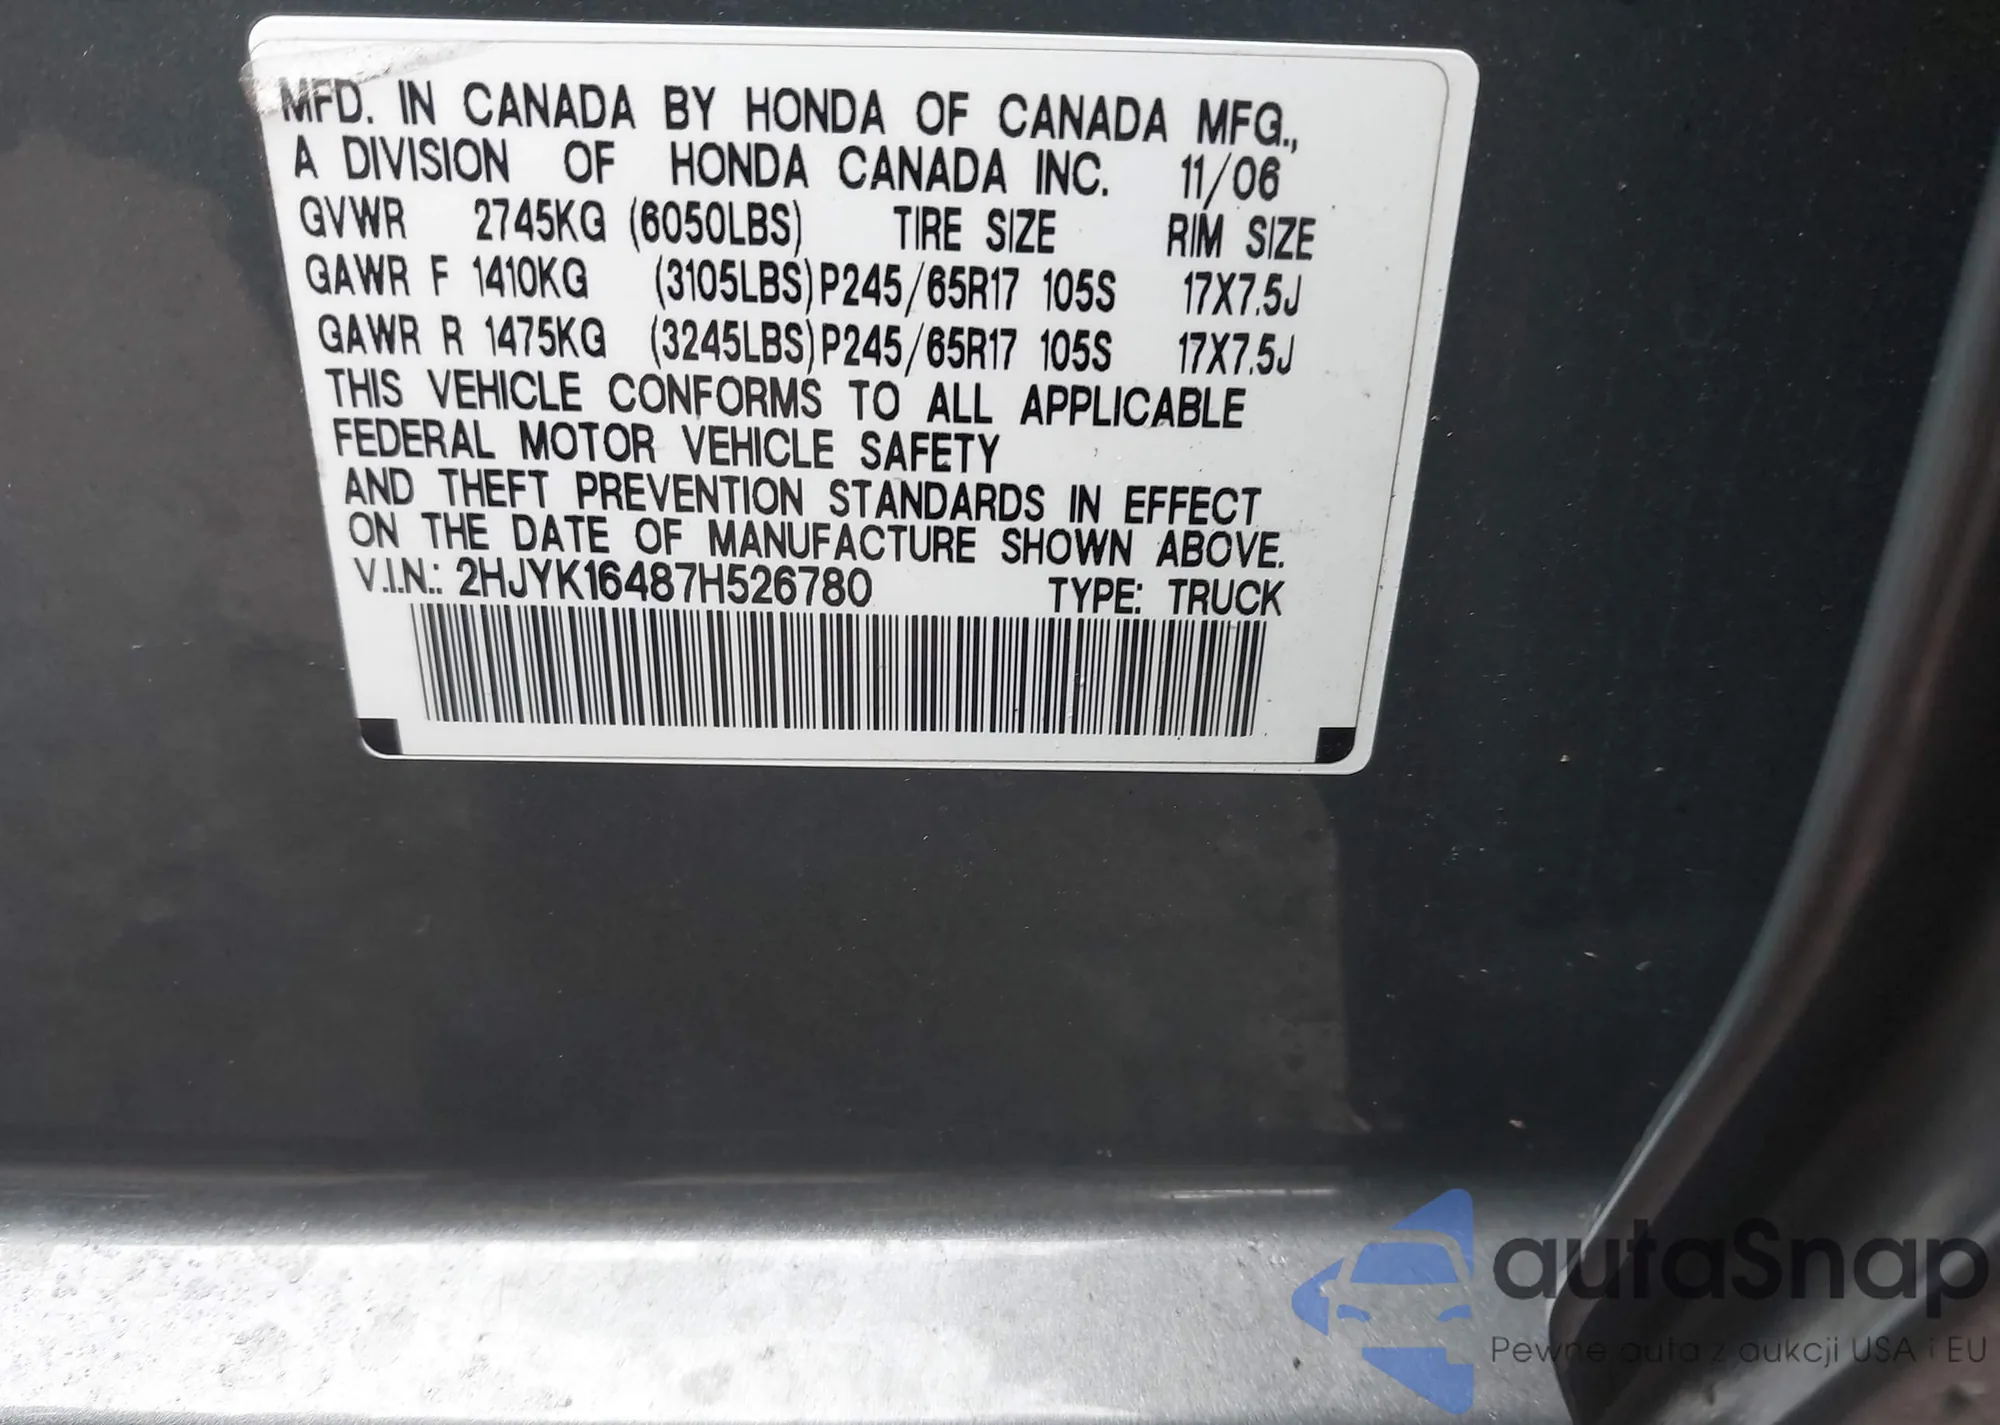 MFD. IN CANADA BY HONDA OF CANADA MFG.,
A DIVISION OF HONDA CANADA INC. 11/06
GVWR 2745KG (6050LBS) TIRE SIZE RIM SIZE
GAWR F 1410KG (3105LBS) P245/65R17 105S 17X7.5J
GAWR R 1475KG (3245LBS) P245/65R17 105S 17X7.5J
THIS VEHICLE CONFORMS TO ALL APPLICABLE
FEDERAL MOTOR VEHICLE SAFETY
AND THEFT PREVENTION STANDARDS IN EFFECT
ON THE DATE OF MANUFACTURE SHOWN ABOVE.
V.I.N.: 2HJYK16487H526780 TYPE: TRUCK
autaSnap
Pewne auta z aukcji USA i EU